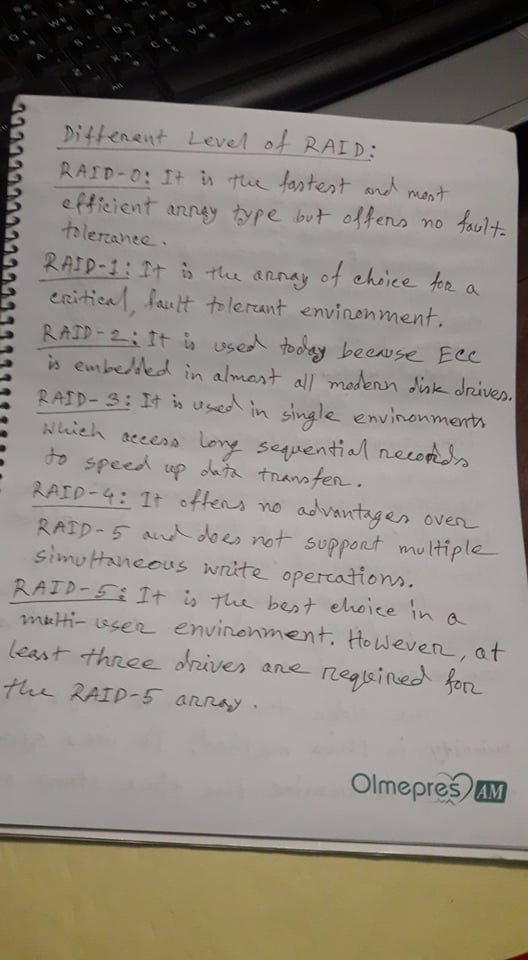 Different Level of RAID:
RAID-0: It is the fastest and most
efficient array type but offers no fault-
tolerance.
RAID-1: It is the array of choice for a
critical, fault tolerant environment.
RAID-2: It is used today because ECC
is embedded in almost all modern disk drives.
RAID-3: It is used in single environments
which access long sequential records
to speed up data transfer.
RAID-4: It offers no advantages over
RAID-5 and does not support multiple
simultaneous write operations.
RAID-5: It is the best choice in a
multi-user environment. However, at
least three drives are required for
the RAID-5 array.
Olmepres AM